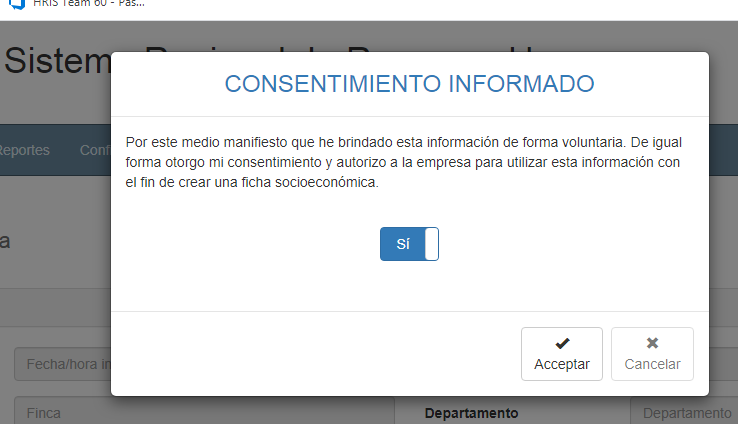 HRIS Team 60 - Pas...
Sistem
CONSENTIMIENTO INFORMADO
Por este medio manifiesto que he brindado esta información de forma voluntaria. De igual
forma otorgo mi consentimiento y autorizo a la empresa para utilizar esta información con
el fin de crear una ficha socioeconómica.
Reportes Conf
a
Sí
Acceptar Cancelar
Fecha/hora in
Finca Departamento Departamento